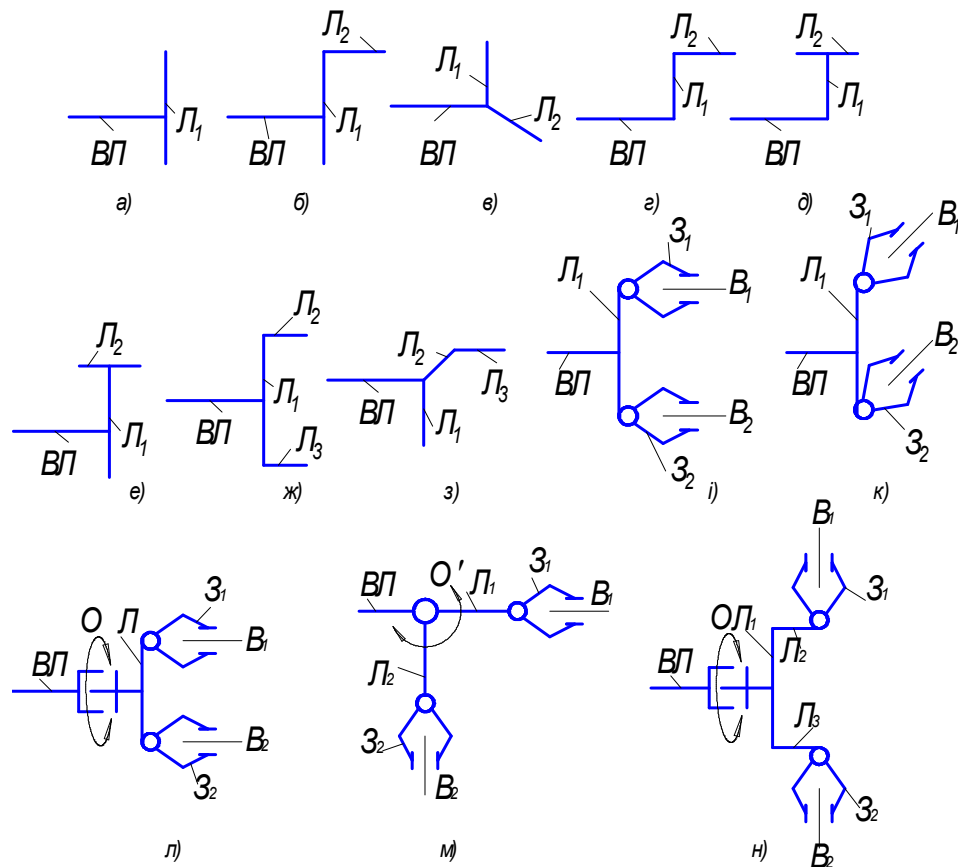 Л₁ ВЛ
а)
Л₂ Л₁ ВЛ
б)
Л₁ Л₂ ВЛ
в)
Л₂ Л₁ ВЛ
г)
Л₂ Л₁ ВЛ
д)
Л₂ Л₁ ВЛ
е)
Л₂ Л₁ ВЛ Л₃
ж)
Л₂ ВЛ Л₃ Л₁
з)
З₁ Л₁ В₁ ВЛ В₂ З₂
і)
З₁ В₁ Л₁ В₂ ВЛ З₂
к)
З₁ О Л В₁ ВЛ В₂ З₂
л)
ВЛ О' Л₁ З₁ В₁ Л₂ З₂ В₂
м)
В₁ З₁ О Л₁ Л₂ ВЛ Л₃ З₂ В₂
н)